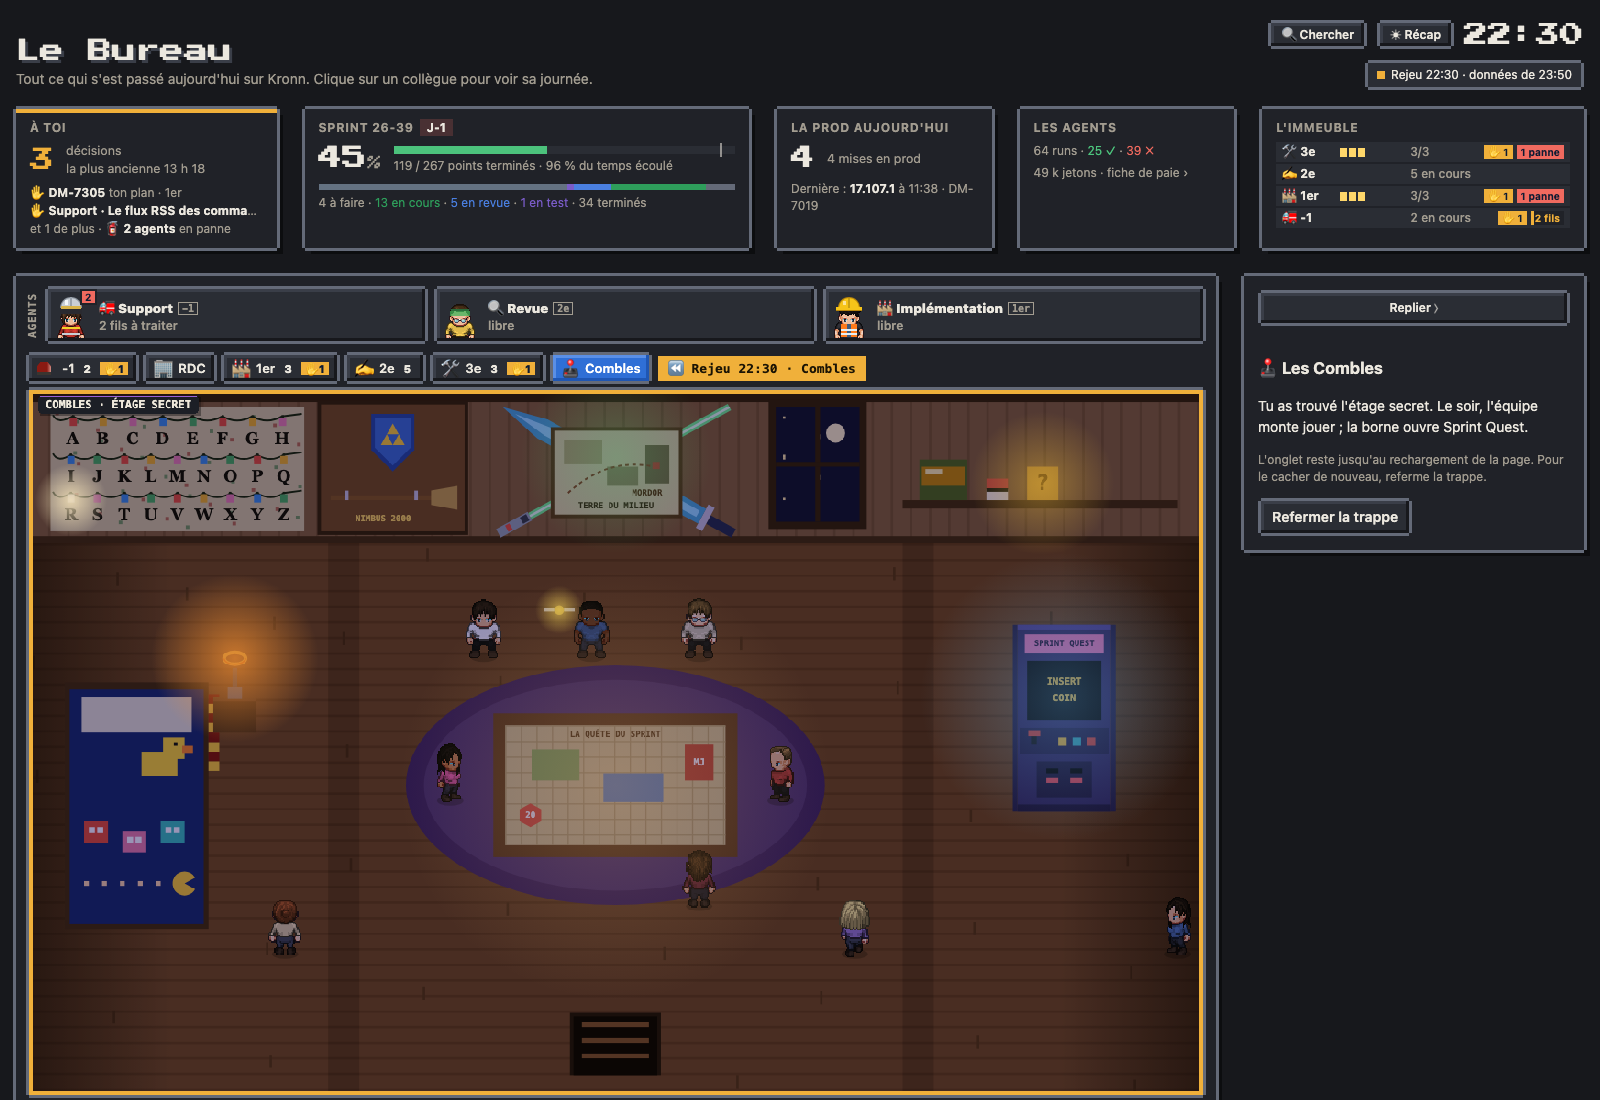 Le Bureau
Tout ce qui s'est passé aujourd'hui sur Kronn. Clique sur un collègue pour voir sa journée.
Chercher
Récap
22:30
Rejeu 22:30 · données de 23:50
À TOI
3
décisions
la plus ancienne 13 h 18
DM-7305 ton plan · 1er
Support · Le flux RSS des comma…
et 1 de plus · 2 agents en panne
SPRINT 26-39 J-1
45%
119 / 267 points terminés · 96 % du temps écoulé
4 à faire · 13 en cours · 5 en revue · 1 en test · 34 terminés
LA PROD AUJOURD'HUI
4 4 mises en prod
Dernière : 17.107.1 à 11:38 · DM-
7019
LES AGENTS
64 runs · 25 ✓ · 39 ✕
49 k jetons · fiche de paie ›
L'IMMEUBLE
3e 3/3 1 1 panne
2e 5 en cours
1er 3/3 1 1 panne
-1 2 en cours 1 2 fils
AGENTS
2
Support -1
2 fils à traiter
Revue 2e
libre
Implémentation 1er
libre
-1 2 1
RDC
1er 3 1
2e 5
3e 3 1
Combles
Rejeu 22:30 · Combles
COMBLES · ÉTAGE SECRET
A B C D E F G H
I J K L M N O P Q
R S T U V W X Y Z
NIMBUS 2000
MORDOR
TERRE DU MILIEU
?
SPRINT QUEST
INSERT
COIN
LA QUÊTE DU SPRINT
MJ
20
Replier ›
Les Combles
Tu as trouvé l'étage secret. Le soir, l'équipe
monte jouer ; la borne ouvre Sprint Quest.
L'onglet reste jusqu'au rechargement de la page. Pour
le cacher de nouveau, referme la trappe.
Refermer la trappe